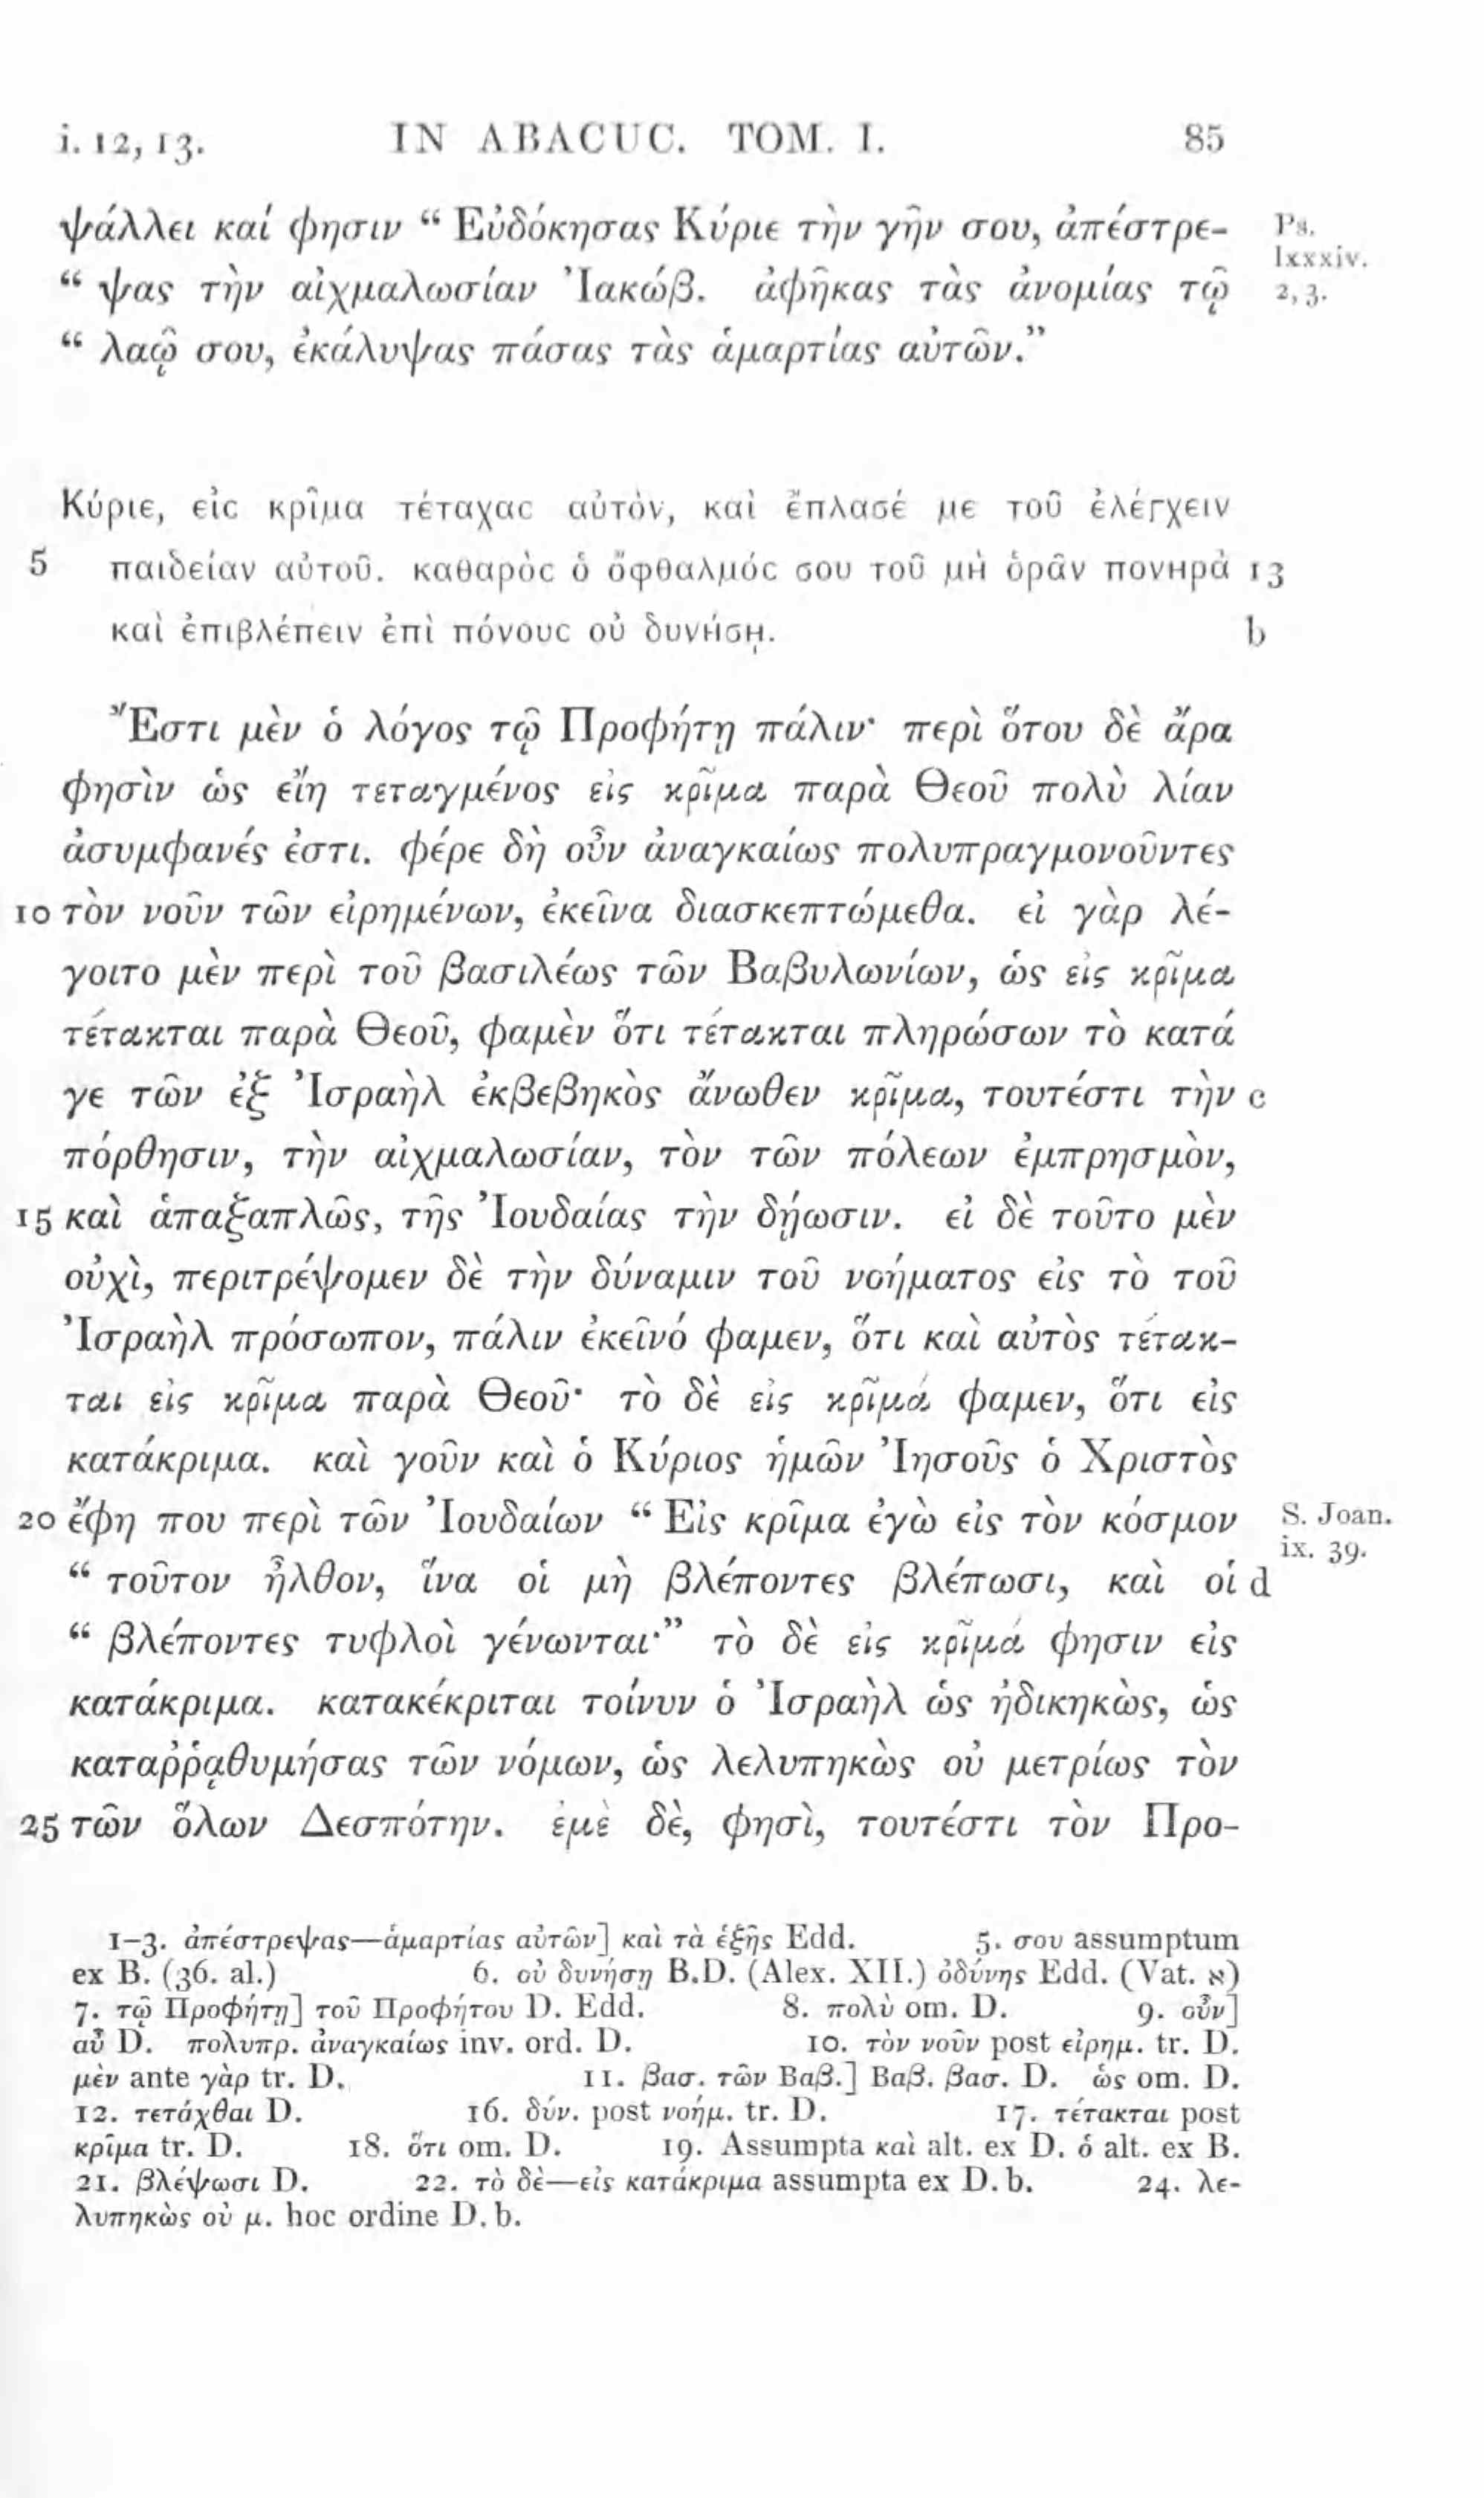 i. 12, 13. IN ABACUC. TOM. I. 85
ψάλλει καί φησιν “ Εὐδόκησας Κύριε τὴν γῆν σου, ἀπέστρε- Ps.
lxxxiv.
“ ψας τὴν αἰχμαλωσίαν Ἰακώβ. ἀφῆκας τὰς ἀνομίας τῷ 2, 3.
“ λαῷ σου, ἐκάλυψας πάσας τὰς ἁμαρτίας αὐτῶν.”
Κύριε, εἰς κρῖμα τέταχας αὐτὸν, καὶ ἔπλασέ με τοῦ ἐλέγχειν
5 παιδείαν αὐτοῦ. καθαρὸς ὁ ὄφθαλμός σου τοῦ μὴ ὁρᾶν πονηρὰ 13
καὶ ἐπιβλέπειν ἐπὶ πόνους οὐ δυνήσῃ. b
Ἔστι μὲν ὁ λόγος τῷ Προφήτῃ πάλιν· περὶ ὅτου δὲ ἄρα
φησὶν ὡς εἴη τεταγμένος εἰς κρῖμα παρὰ Θεοῦ πολὺ λίαν
ἀσυμφανές ἐστι. φέρε δὴ οὖν ἀναγκαίως πολυπραγμονοῦντες
10 τὸν νοῦν τῶν εἰρημένων, ἐκεῖνα διασκεπτώμεθα. εἰ γὰρ λέ-
γοιτο μὲν περὶ τοῦ βασιλέως τῶν Βαβυλωνίων, ὡς εἰς κρῖμα
τέτακται παρὰ Θεοῦ, φαμὲν ὅτι τέτακται πληρώσων τὸ κατά
γε τῶν ἐξ Ἰσραὴλ ἐκβεβηκὸς ἄνωθεν κρῖμα, τουτέστι τὴν c
πόρθησιν, τὴν αἰχμαλωσίαν, τὸν τῶν πόλεων ἐμπρησμὸν,
15 καὶ ἁπαξαπλῶς, τῆς Ἰουδαίας τὴν δῄωσιν. εἰ δὲ τοῦτο μὲν
οὐχὶ, περιτρέψομεν δὲ τὴν δύναμιν τοῦ νοήματος εἰς τὸ τοῦ
Ἰσραὴλ πρόσωπον, πάλιν ἐκεῖνό φαμεν, ὅτι καὶ αὐτὸς τέτακ-
ται εἰς κρῖμα παρὰ Θεοῦ· τὸ δὲ εἰς κρῖμά φαμεν, ὅτι εἰς
κατάκριμα. καὶ γοῦν καὶ ὁ Κύριος ἡμῶν Ἰησοῦς ὁ Χριστὸς
20 ἔφη που περὶ τῶν Ἰουδαίων “ Εἰς κρῖμα ἐγὼ εἰς τὸν κόσμον S. Joan.
ix. 39.
“ τοῦτον ἦλθον, ἵνα οἱ μὴ βλέποντες βλέπωσι, καὶ οἱ d
“ βλέποντες τυφλοὶ γένωνται·” τὸ δὲ εἰς κρῖμά φησιν εἰς
κατάκριμα. κατακέκριται τοίνυν ὁ Ἰσραὴλ ὡς ἠδικηκὼς, ὡς
καταῤῥᾳθυμήσας τῶν νόμων, ὡς λελυπηκὼς οὐ μετρίως τὸν
25 τῶν ὅλων Δεσπότην. ἐμὲ δὲ, φησὶ, τουτέστι τὸν Προ-
1–3. ἀπέστρεψας—ἁμαρτίας αὐτῶν] καὶ τὰ ἑξῆς Edd. 5. σου assumptum
ex B. (36. al.) 6. οὐ δυνήσῃ B.D. (Alex. XII.) ὀδύνης Edd. (Vat. א)
7. τῷ Προφήτῃ] τοῦ Προφήτου D. Edd. 8. πολὺ om. D. 9. οὖν]
αὖ D. πολυπρ. ἀναγκαίως inv. ord. D. 10. τὸν νοῦν post εἰρημ. tr. D.
μὲν ante γὰρ tr. D. 11. βασ. τῶν Βαβ.] Βαβ. βασ. D. ὡς om. D.
12. τετάχθαι D. 16. δύν. post νοήμ. tr. D. 17. τέτακται post
κρῖμα tr. D. 18. ὅτι om. D. 19. Assumpta καὶ alt. ex D. ὁ alt. ex B.
21. βλέψωσι D. 22. τὸ δὲ—εἰς κατάκριμα assumpta ex D. b. 24. λε-
λυπηκὼς οὐ μ. hoc ordine D. b.